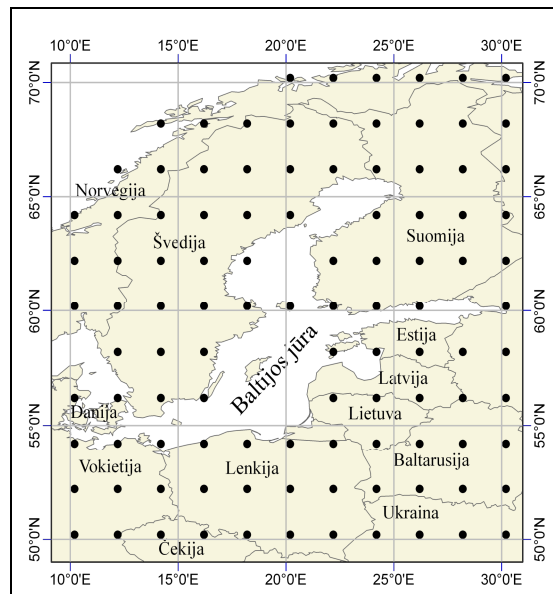 10°0'E 15°0'E 20°0'E 25°0'E 30°0'E
70°0'N 70°0'N
Norvegija
65°0'N 65°0'N
Švedija Suomija
60°0'N 60°0'N
Estija
Baltijos jūra
Latvija
Danija Lietuva
55°0'N 55°0'N
Vokietija Lenkija Baltarusija
Ukraina
50°0'N 50°0'N
Čekija
10°0'E 15°0'E 20°0'E 25°0'E 30°0'E